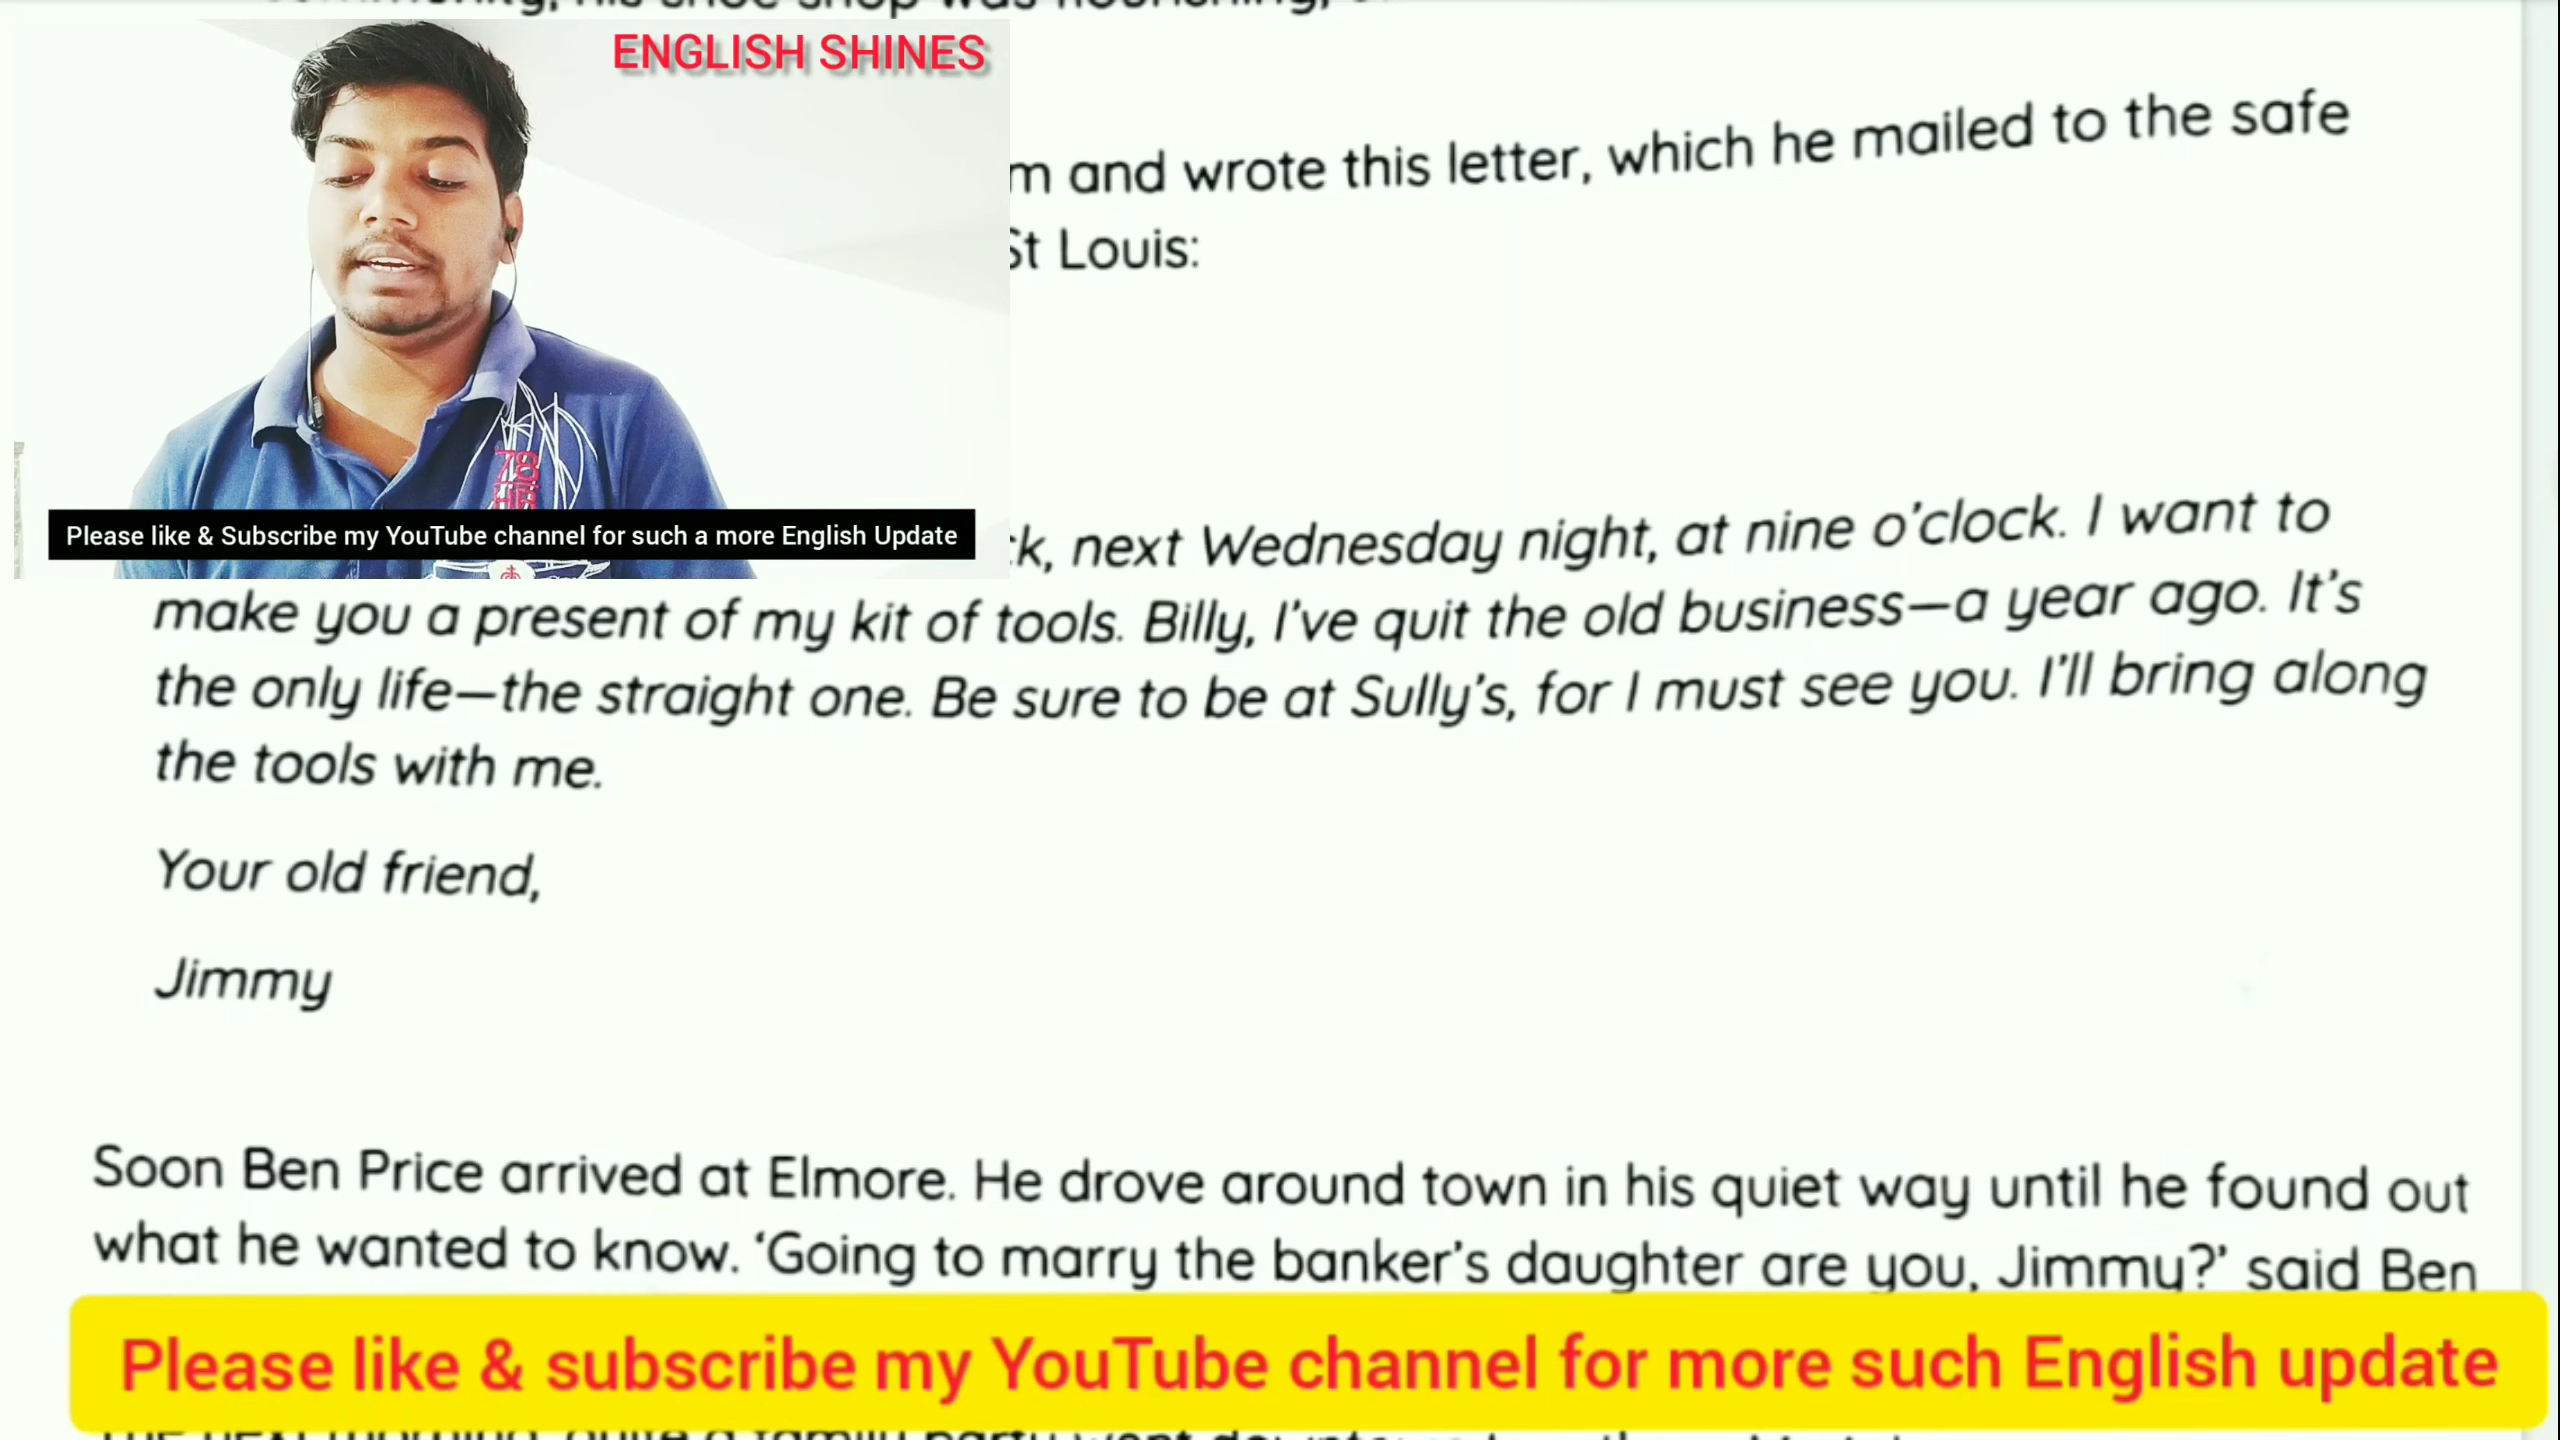 his shoe shop was flourishing,
ENGLISH SHINES
and wrote this letter, which he mailed to the safe
St Louis:
Please like & Subscribe my YouTube channel for such a more English Update
next Wednesday night, at nine o'clock. I want to
make you a present of my kit of tools. Billy, I've quit the old business—a year ago. It's
the only life—the straight one. Be sure to be at Sully's, for I must see you. I'll bring along
the tools with me.
Your old friend,
Jimmy
Soon Ben Price arrived at Elmore. He drove around town in his quiet way until he found out
what he wanted to know. ‘Going to marry the banker's daughter are you, Jimmy?’ said Ben
Please like & subscribe my YouTube channel for more such English update